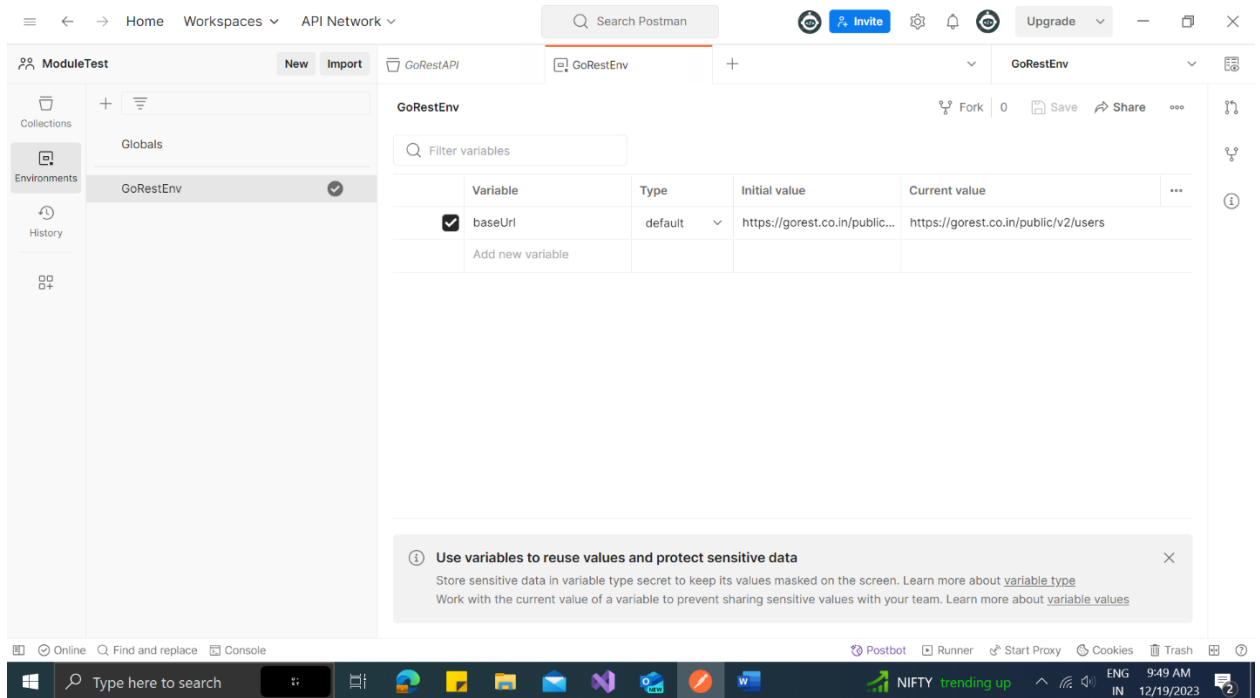 Home Workspaces API Network Search Postman Invite Upgrade
ModuleTest New Import GoRestAPI GoRestEnv GoRestEnv
Collections
Environments
History
Globals
GoRestEnv
GoRestEnv Fork 0 Save Share
Filter variables
Variable Type Initial value Current value
baseUrl default https://gorest.co.in/public... https://gorest.co.in/public/v2/users
Add new variable
Use variables to reuse values and protect sensitive data
Store sensitive data in variable type secret to keep its values masked on the screen. Learn more about variable type
Work with the current value of a variable to prevent sharing sensitive values with your team. Learn more about variable values
Online Find and replace Console Postbot Runner Start Proxy Cookies Trash
Type here to search NEW W NIFTY trending up ENG 9:49 AM
IN 12/19/2023 2